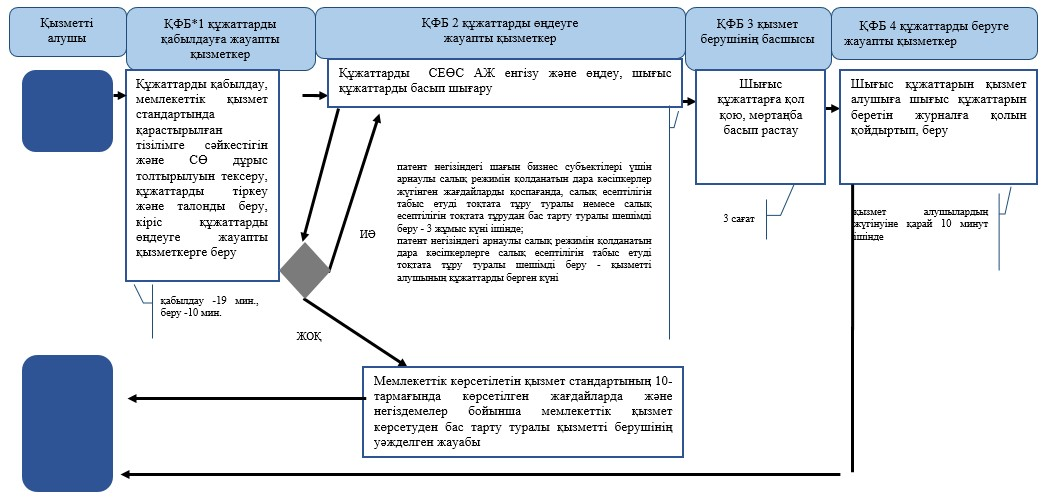 Қызметті
алушы
ҚФБ*1 құжаттарды
қабылдауға жауапты
қызметкер
ҚФБ 2 құжаттарды өңдеуге
жауапты қызметкер
ҚФБ 3 қызмет
берушінің басшысы
ҚФБ 4 құжаттарды беруге
жауапты қызметкер
Құжаттарды қабылдау,
мемлекеттік қызмет
стандартында
қарастырылған
тізілімге сәйкестігін
және СӨ дұрыс
толтырылуын тексеру,
құжаттарды тіркеу
және талонды беру,
кіріс құжаттарды
өңдеуге жауапты
қызметкерге беру
Құжаттарды СЕӨС АЖ енгізу және өңдеу, шығыс
құжаттарды басып шығару
Шығыс
құжаттарға қол
қою, мөртаңба
басып растау
Шығыс құжаттарын қызмет
алушыға шығыс құжаттарын
беретін журналға қолын
қойдыртып, беру
патент негізіндегі шағын бизнес субъектілері үшін
арнаулы салық режимін қолданатын дара кәсіпкерлер
жүгінген жағдайларды қоспағанда, салық есептілігін
табыс етуді тоқтата тұру туралы немесе салық
есептілігін тоқтата тұрудан бас тарту туралы шешімді
беру - 3 жұмыс күні ішінде;
патент негізіндегі арнаулы салық режимін қолданатын
дара кәсіпкерлерге салық есептілігін табыс етуді
тоқтата тұру туралы шешімді беру - қызметті
алушының құжаттарды берген күні
ИӘ
3 сағат
қызмет алушылардың
жүгінуіне қарай 10 минут
ішінде
қабылдау -19 мин.,
беру -10 мин.
ЖОҚ
Мемлекеттік көрсетілетін қызмет стандартының 10-
тармағында көрсетілген жағдайларда және
негіздемелер бойынша мемлекеттік қызмет
көрсетуден бас тарту туралы қызметті берушінің
уәжделген жауабы